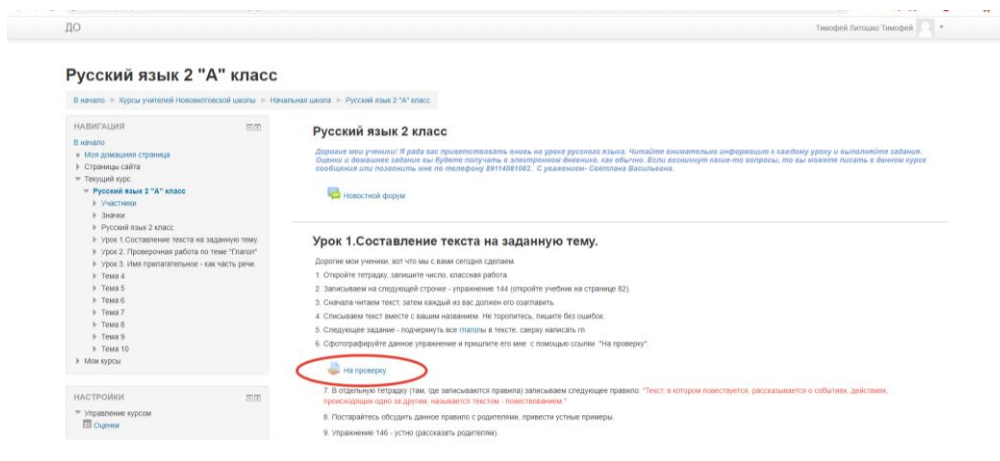 ДО
Тимофей Литошко Тимофей
Русский язык 2 "А" класс
В начало ► Курсы учителей Нововилговской школы ► Начальная школа ► Русский язык 2 "А" класс
НАВИГАЦИЯ
В начало
Моя домашняя страница
Страницы сайта
Текущий курс
Русский язык 2 "А" класс
Участники
Значки
Русский язык 2 класс
Урок 1.Составление текста на заданную тему.
Урок 2. Проверочная работа по теме "Глагол"
Урок 3. Имя прилагательное - как часть речи.
Тема 4
Тема 5
Тема 6
Тема 7
Тема 8
Тема 9
Тема 10
Мои курсы
НАСТРОЙКИ
Управление курсом
Оценки
Русский язык 2 класс
Дорогие мои ученики! Я рада вас приветствовать вновь на уроке русского языка. Читайте внимательно информацию к каждому уроку и выполняйте задания.
Оценки и домашнее задание вы будете получать в электронном дневнике, как обычно. Если возникнут какие-то вопросы, то вы можете писать в данном курсе
сообщения или позвонить мне по телефону 89114081082. С уважением- Светлана Васильевна.
Новостной форум
Урок 1.Составление текста на заданную тему.
Дорогие мои ученики, вот что мы с вами сегодня сделаем.
1. Откройте тетрадку, запишите число, классная работа.
2. Записываем на следующей строчке - упражнение 144 (откройте учебник на странице 82).
3. Сначала читаем текст, затем каждый из вас должен его озаглавить.
4. Списываем текст вместе с вашим названием. Не торопитесь, пишите без ошибок.
5. Следующее задание - подчеркнуть все глаголы в тексте, сверху написать гл.
6. Сфотографируйте данное упражнение и пришлите его мне с помощью ссылки "На проверку".
На проверку.
7. В отдельную тетрадку (там, где записываются правила) записываем следующее правило: "Текст, в котором повествуется, рассказывается о событиях, действиях,
происходящих одно за другим, называется текстом - повествованием."
8. Постарайтесь обсудить данное правило с родителями, привести устные примеры.
9. Упражнение 146 - устно (рассказать родителям)